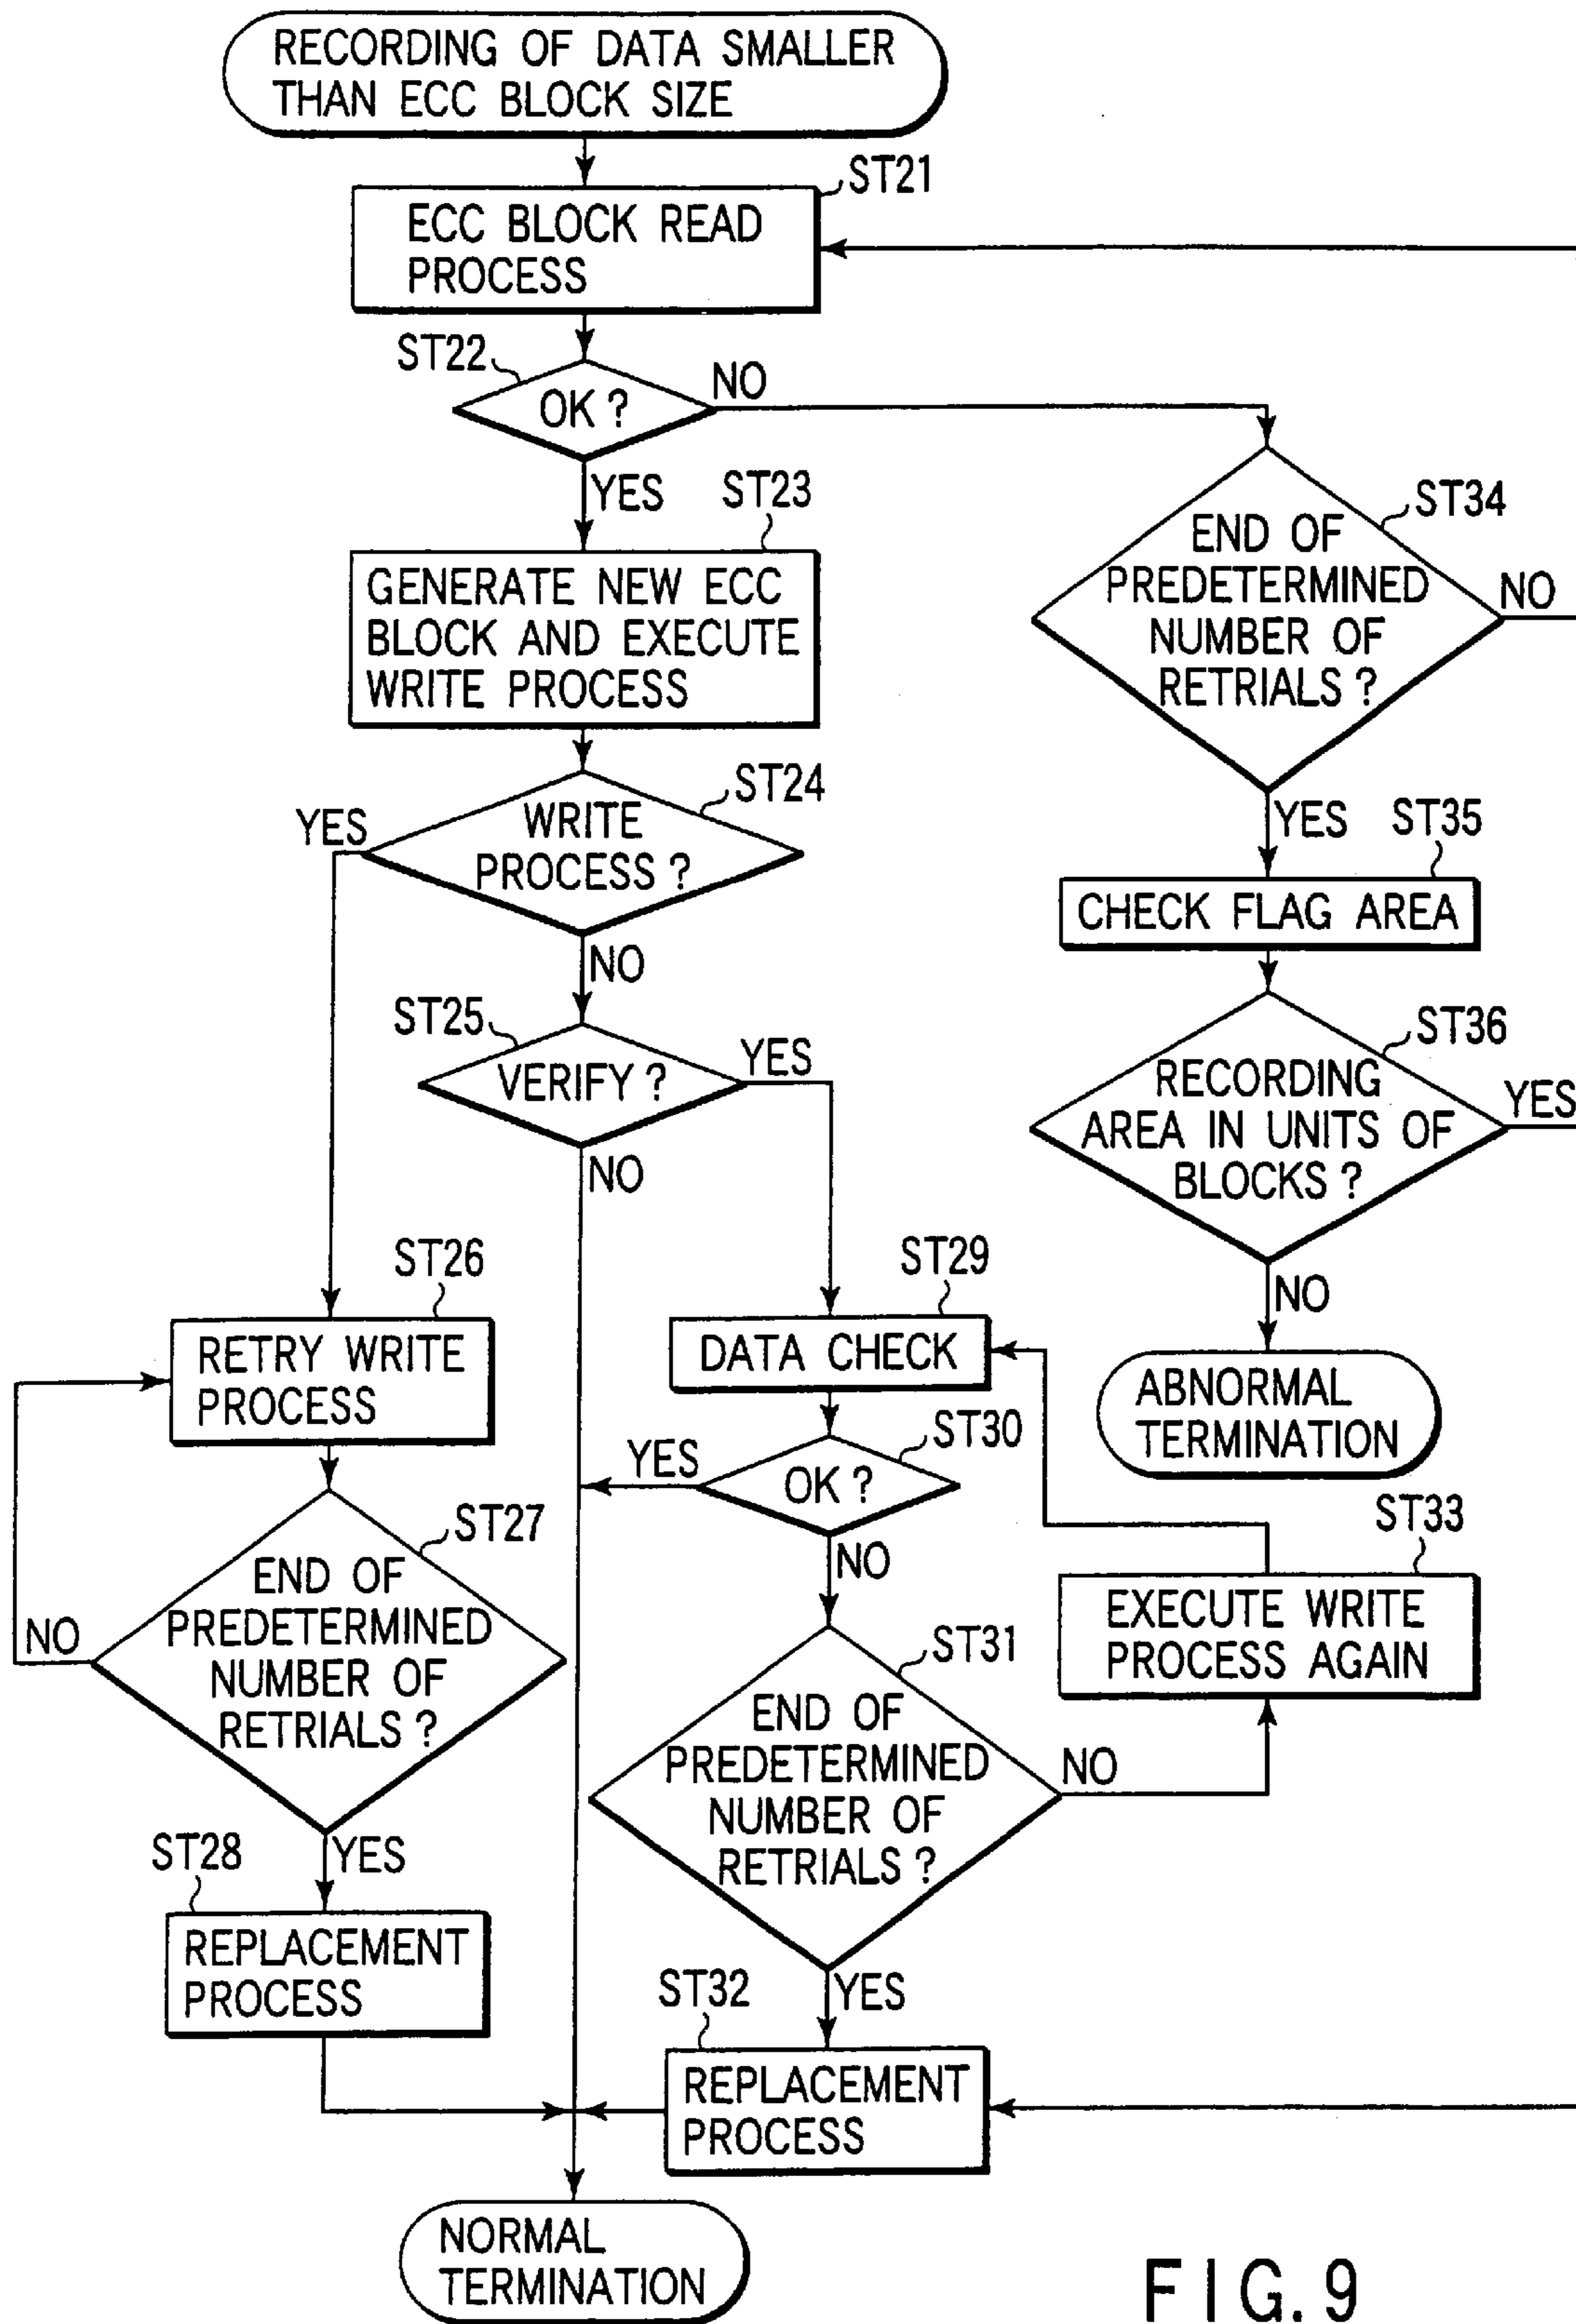 RECORDING OF DATA SMALLER
THAN ECC BLOCK SIZE
ST21
ECC BLOCK READ
PROCESS
ST22
OK?
NO
YES
ST23
GENERATE NEW ECC
BLOCK AND EXECUTE
WRITE PROCESS
ST34
END OF
PREDETERMINED
NUMBER OF
RETRIALS?
NO
YES
ST24
WRITE
PROCESS?
YES
NO
ST35
CHECK FLAG AREA
ST25
VERIFY?
YES
NO
ST36
RECORDING
AREA IN UNITS OF
BLOCKS?
YES
NO
ABNORMAL
TERMINATION
ST26
RETRY WRITE
PROCESS
ST29
DATA CHECK
ST30
OK?
YES
NO
ST27
END OF
PREDETERMINED
NUMBER OF
RETRIALS?
NO
YES
ST33
EXECUTE WRITE
PROCESS AGAIN
ST31
END OF
PREDETERMINED
NUMBER OF
RETRIALS?
NO
YES
ST28
REPLACEMENT
PROCESS
ST32
REPLACEMENT
PROCESS
NORMAL
TERMINATION
FIG. 9